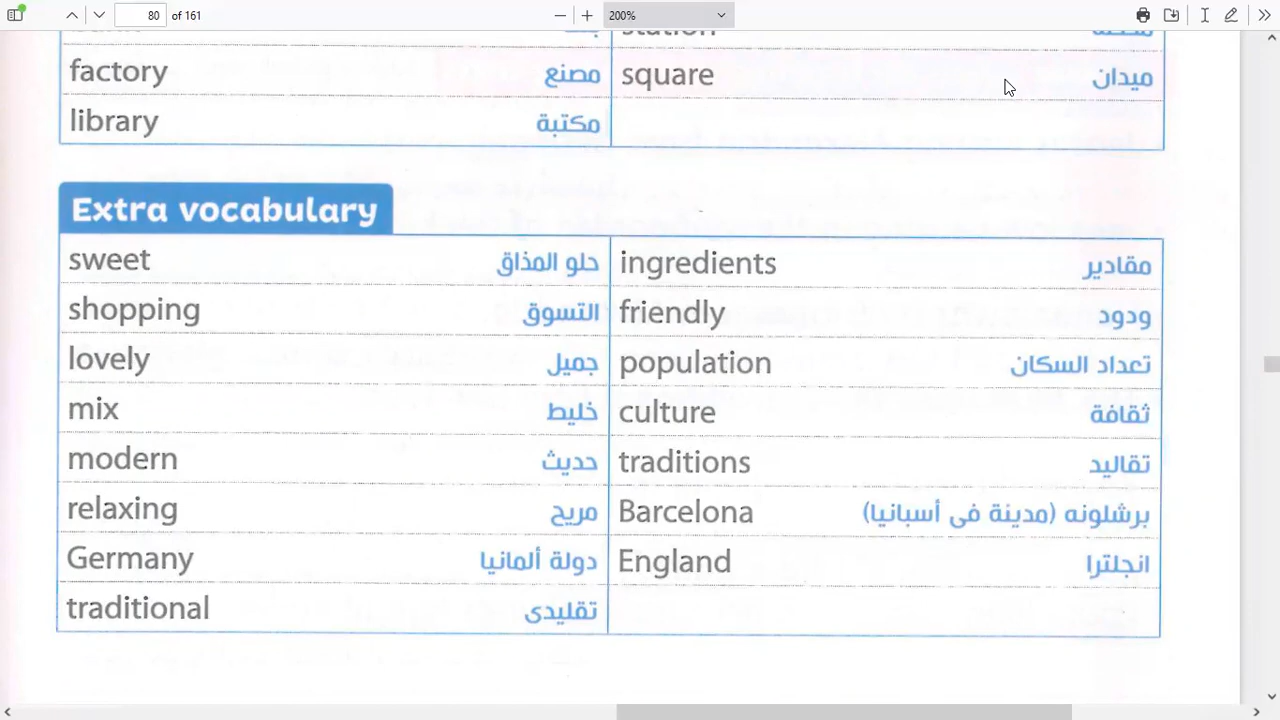 80 of 161 200%
station
factory مصنع square ميدان
library مكتبة
Extra vocabulary
sweet حلو المذاق ingredients مقادير
shopping التسوق friendly ودود
lovely جميل population تعداد السكان
mix خليط culture ثقافة
modern حديث traditions تقاليد
relaxing مريح Barcelona برشلونه (مدينة فى أسبانيا)
Germany دولة ألمانيا England انجلترا
traditional تقليدى